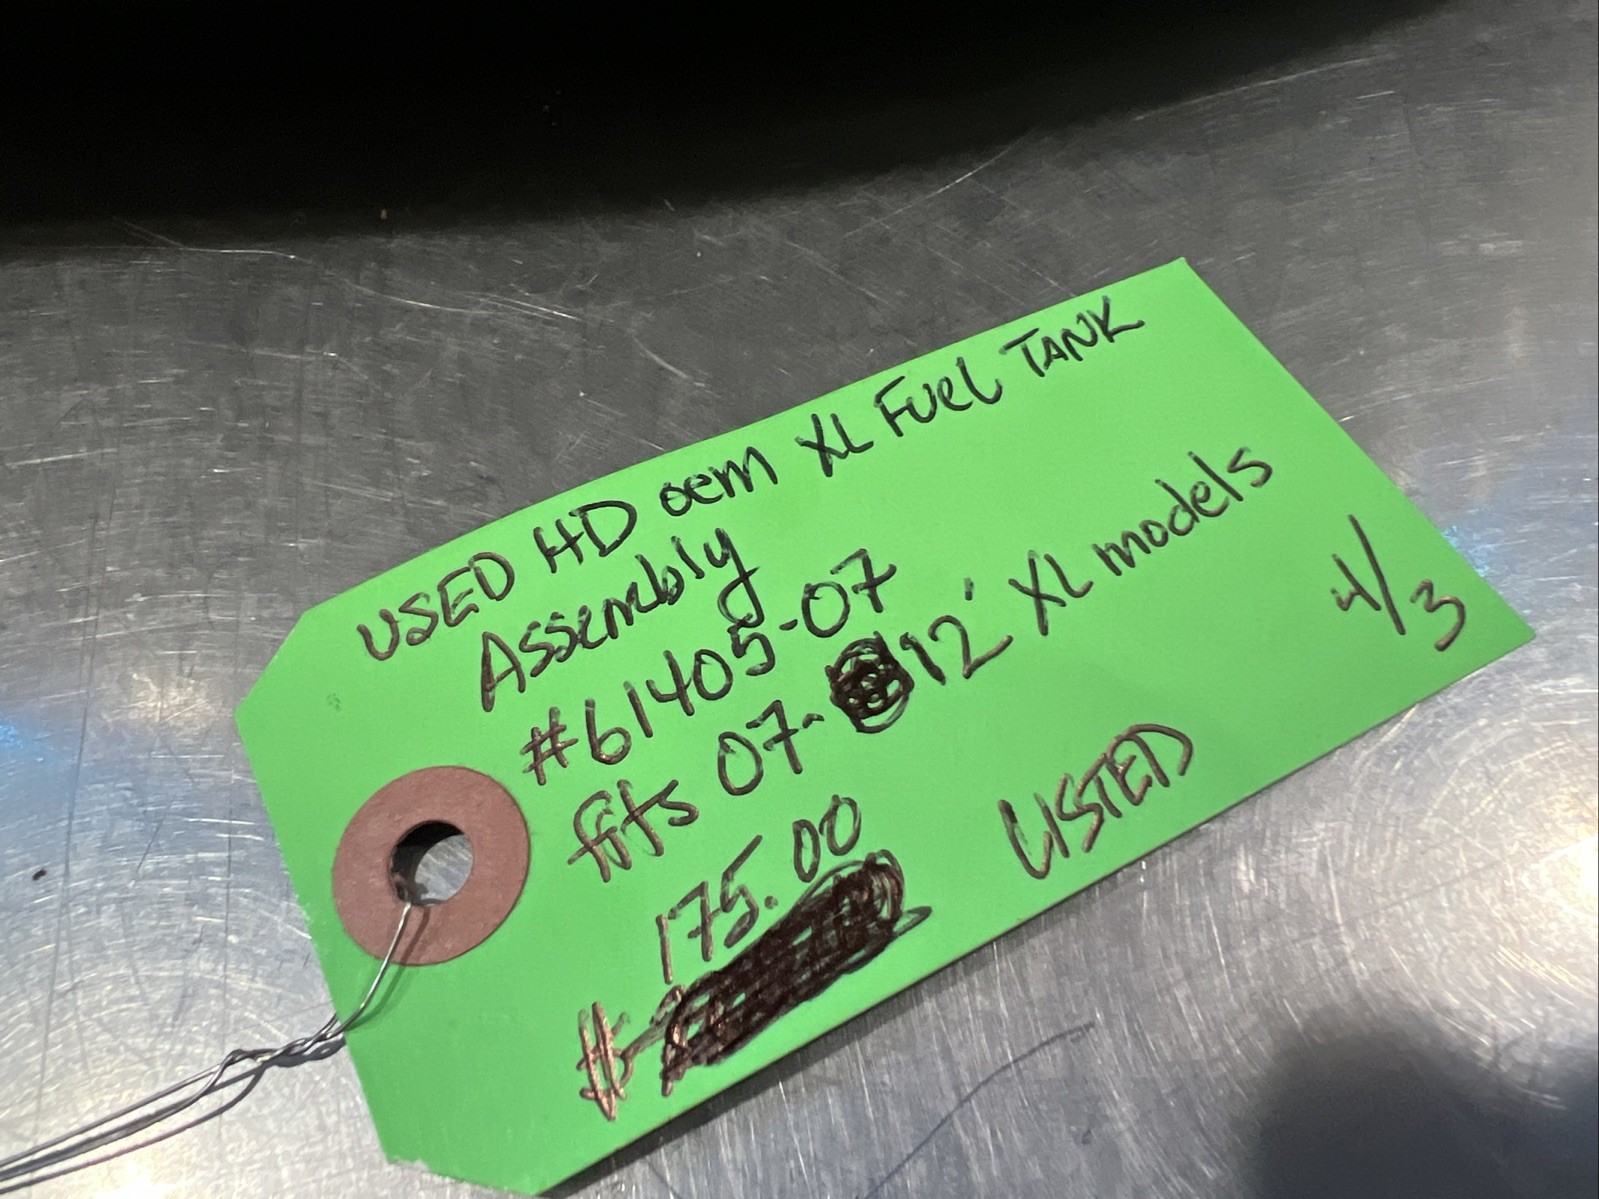 USED HD oem XL Fuel TANK
Assembly
#61405-07
fits 07-12' XL models
4/3
175.00
LISTED
$